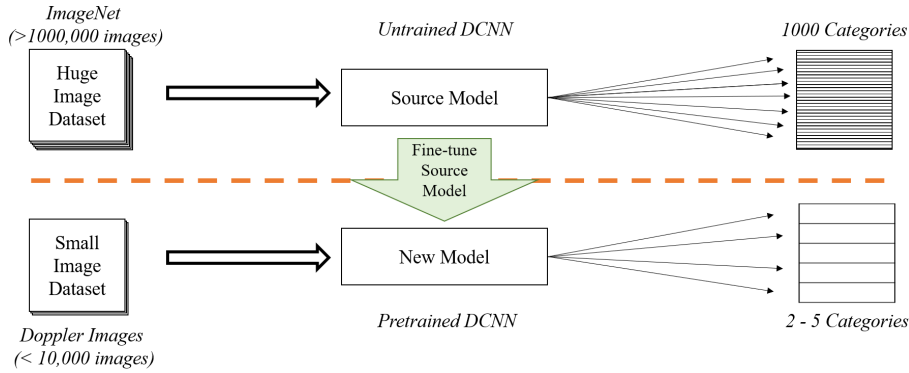 ImageNet
(>1000,000 images)
Untrained DCNN
1000 Categories
Huge
Image
Dataset
Source Model
Fine-tune
Source
Model
Small
Image
Dataset
New Model
Doppler Images
(< 10,000 images)
Pretrained DCNN
2 - 5 Categories